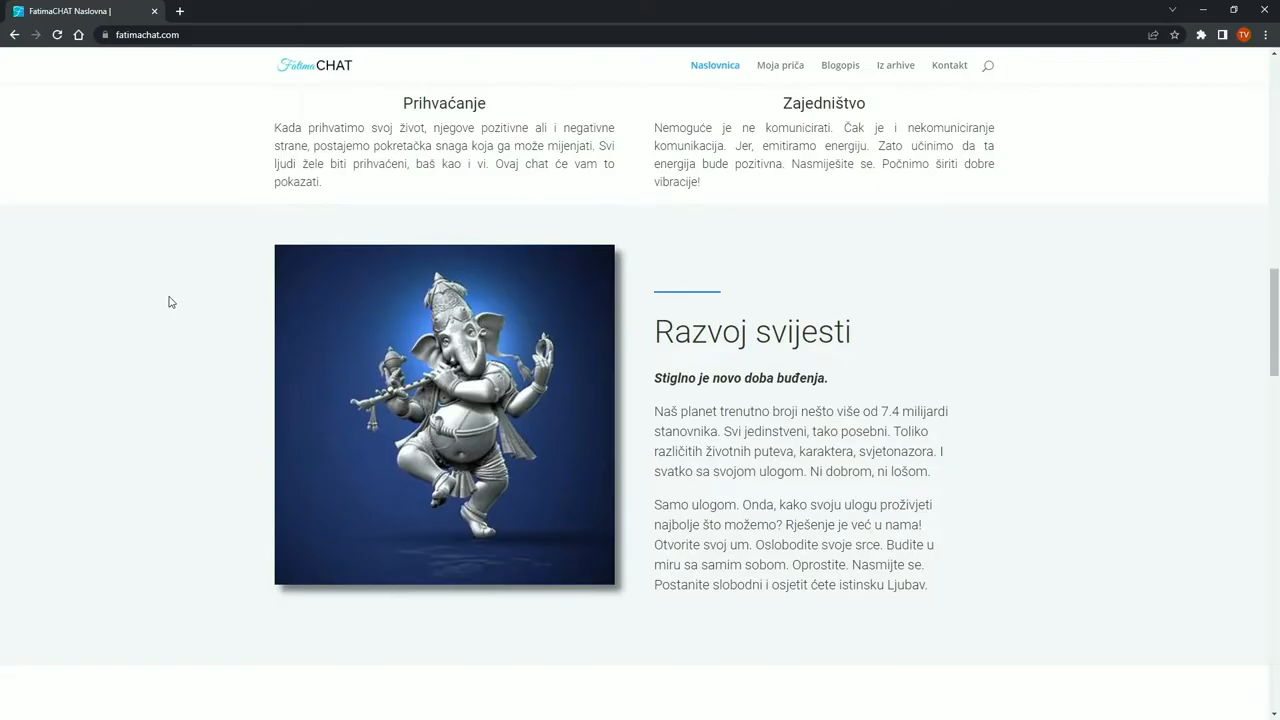 FatimaCHAT Naslovna |
fatimachat.com
TV
FatimaCHAT
Naslovnica Moja priča Blogopis Iz arhive Kontakt
Prihvaćanje
Kada prihvatimo svoj život, njegove pozitivne ali i negativne
strane, postajemo pokretačka snaga koja ga može mijenjati. Svi
ljudi žele biti prihvaćeni, baš kao i vi. Ovaj chat će vam to
pokazati.
Zajedništvo
Nemoguće je ne komunicirati. Čak je i nekomuniciranje
komunikacija. Jer, emitiramo energiju. Zato učinimo da ta
energija bude pozitivna. Nasmiješite se. Počnimo širiti dobre
vibracije!
Razvoj svijesti
Stiglno je novo doba buđenja.
Naš planet trenutno broji nešto više od 7.4 milijardi
stanovnika. Svi jedinstveni, tako posebni. Toliko
različitih životnih puteva, karaktera, svjetonazora. I
svatko sa svojom ulogom. Ni dobrom, ni lošom.
Samo ulogom. Onda, kako svoju ulogu proživjeti
najbolje što možemo? Rješenje je već u nama!
Otvorite svoj um. Oslobodite svoje srce. Budite u
miru sa samim sobom. Oprostite. Nasmijte se.
Postanite slobodni i osjetit ćete istinsku Ljubav.